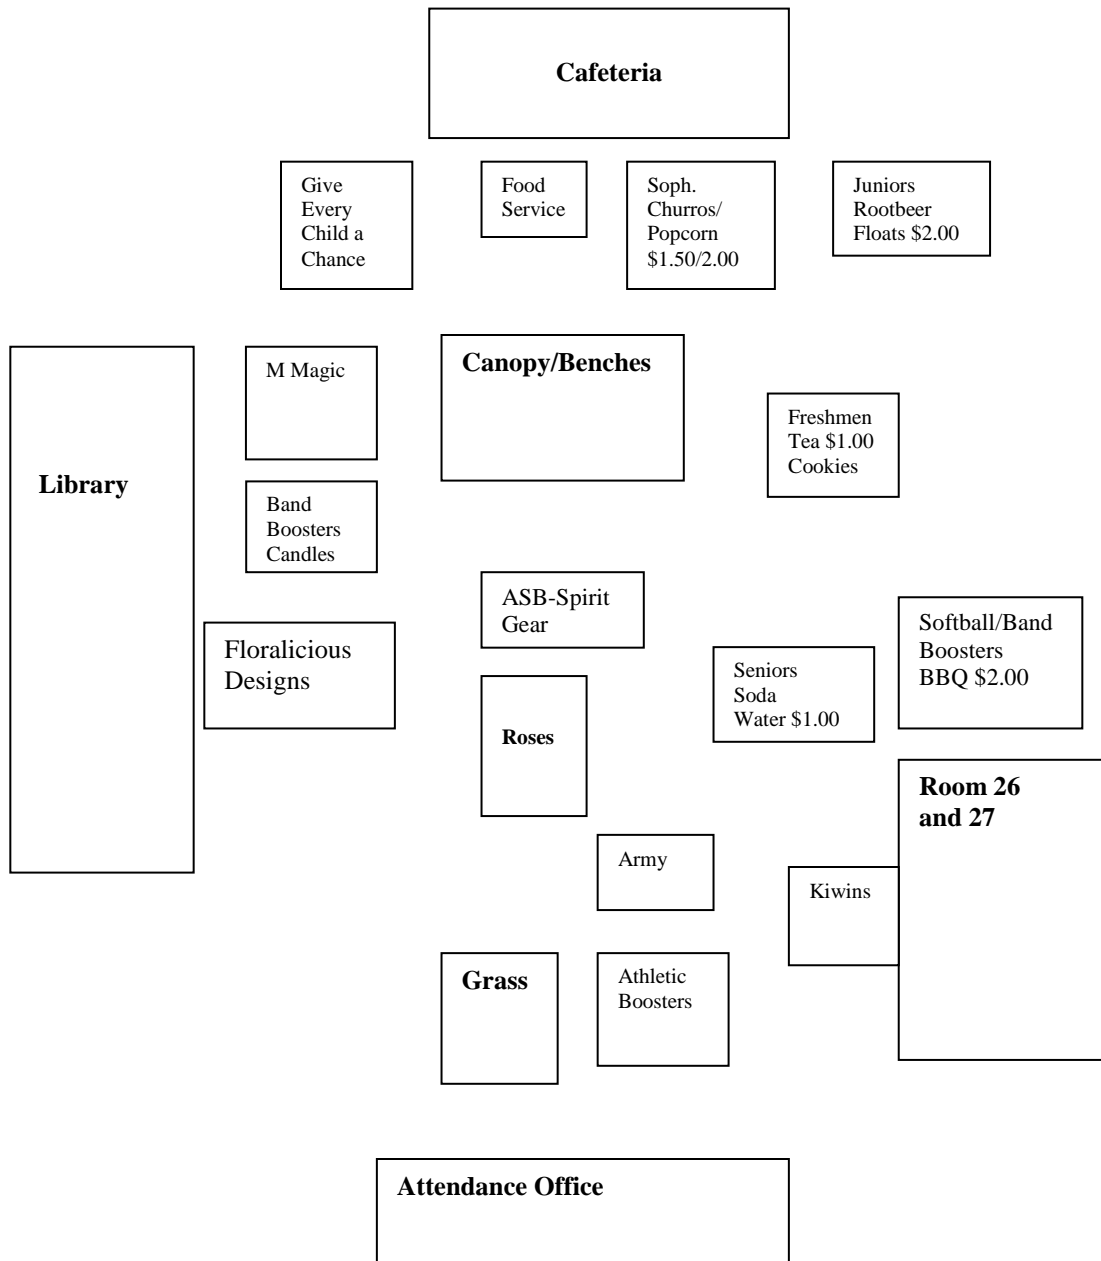 Cafeteria
Give
Every
Child a
Chance
Food
Service
Soph.
Churros/
Popcorn
$1.50/2.00
Juniors
Rootbeer
Floats $2.00
Library
M Magic
Canopy/Benches
Freshmen
Tea $1.00
Cookies
Band
Boosters
Candles
ASB-Spirit
Gear
Floralicious
Designs
Softball/Band
Boosters
BBQ $2.00
Seniors
Soda
Water $1.00
Roses
Room 26
and 27
Army
Kiwins
Grass
Athletic
Boosters
Attendance Office